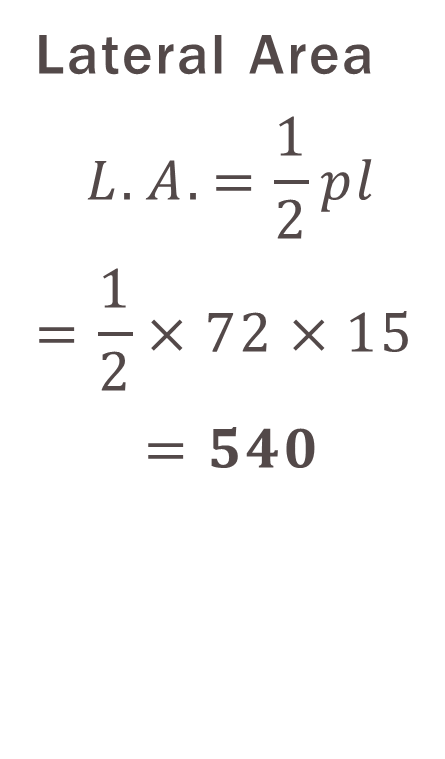 Lateral Area
L. A. = 1/2 pl
= 1/2 × 72 × 15
= 540